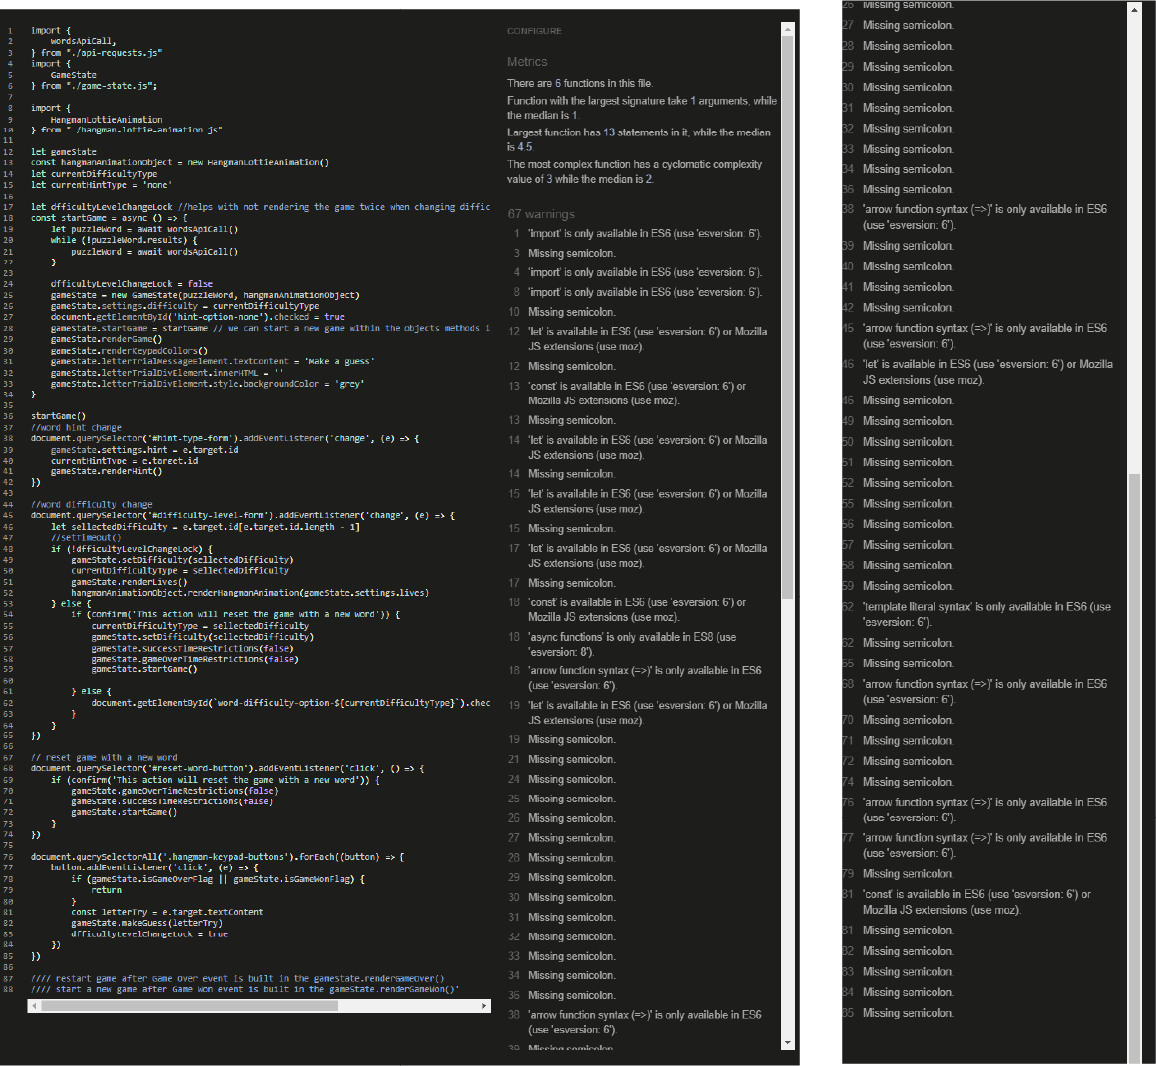 1 import {
2 wordsApiCall,
3 } from "./api-requests.js"
4 import {
5 GameState
6 } from "./game-state.js";
7
8 import {
9 HangmanLottieAnimation
10 } from "./hangman-lottie-animation.js"
11
12 let gameState
13 const hangmanAnimationObject = new HangmanLottieAnimation()
14 let currentDifficultyType
15 let currentHintType = 'none'
16
17 let dfficultyLevelChangeLock //helps with not rendering the game twice when changing diffic
18 const startGame = async () => {
19 let puzzleWord = await wordsApiCall()
20 while (!puzzleWord.results) {
21 puzzleWord = await wordsApiCall()
22 }
23
24 dfficultyLevelChangeLock = false
25 gameState = new GameState(puzzleWord, hangmanAnimationObject)
26 gameState.settings.difficulty = currentDifficultyType
27 document.getElementById('hint-option-none').checked = true
28 gameState.startGame = startGame // we can start a new game within the objects methods i
29 gameState.renderGame()
30 gameState.renderKeypadCollors()
31 gameState.letterTrialMessageElement.textContent = 'Make a guess'
32 gameState.letterTrialDivElement.innerHTML = ''
33 gameState.letterTrialDivElement.style.backgroundColor = 'grey'
34 }
35
36 startGame()
37 //word hint change
38 document.querySelector('#hint-type-form').addEventListener('change', (e) => {
39 gameState.settings.hint = e.target.id
40 currentHintType = e.target.id
41 gameState.renderHint()
42 })
43
44 //word difficulty change
45 document.querySelector('#difficulty-level-form').addEventListener('change', (e) => {
46 let sellectedDifficulty = e.target.id[e.target.id.length - 1]
47 //setTimeout()
48 if (!dfficultyLevelChangeLock) {
49 gameState.setDifficulty(sellectedDifficulty)
50 currentDifficultyType = sellectedDifficulty
51 gameState.renderLives()
52 hangmanAnimationObject.renderHangmanAnimation(gameState.settings.lives)
53 } else {
54 if (confirm('This action will reset the game with a new word')) {
55 currentDifficultyType = sellectedDifficulty
56 gameState.setDifficulty(sellectedDifficulty)
57 gameState.successTimeRestrictions(false)
58 gameState.gameOverTimeRestrictions(false)
59 gameState.startGame()
60
61 } else {
62 document.getElementById(`word-difficulty-option-${currentDifficultyType}`).chec
63 }
64 }
65 })
66
67 // reset game with a new word
68 document.querySelector('#reset-word-button').addEventListener('click', () => {
69 if (confirm('This action will reset the game with a new word')) {
70 gameState.gameOverTimeRestrictions(false)
71 gameState.successTimeRestrictions(false)
72 gameState.startGame()
73 }
74 })
75
76 document.querySelectorAll('.hangman-keypad-buttons').forEach((button) => {
77 button.addEventListener('click', (e) => {
78 if (gameState.isGameOverFlag || gameState.isGameWonFlag) {
79 return
80 }
81 const letterTry = e.target.textContent
82 gameState.makeGuess(letterTry)
83 dfficultyLevelChangeLock = true
84 })
85 })
86
87 //// restart game after Game Over event is built in the gamestate.renderGameOver()
88 //// start a new game after Game Won event is built in the gameState.renderGameWon()'
CONFIGURE
Metrics
There are 6 functions in this file.
Function with the largest signature take 1 arguments, while
the median is 1.
Largest function has 13 statements in it, while the median
is 4.5.
The most complex function has a cyclomatic complexity
value of 3 while the median is 2.
67 warnings
1 'import' is only available in ES6 (use 'esversion: 6').
3 Missing semicolon.
4 'import' is only available in ES6 (use 'esversion: 6').
8 'import' is only available in ES6 (use 'esversion: 6').
10 Missing semicolon.
12 'let' is available in ES6 (use 'esversion: 6') or Mozilla
JS extensions (use moz).
12 Missing semicolon.
13 'const' is available in ES6 (use 'esversion: 6') or
Mozilla JS extensions (use moz).
13 Missing semicolon.
14 'let' is available in ES6 (use 'esversion: 6') or Mozilla
JS extensions (use moz).
14 Missing semicolon.
15 'let' is available in ES6 (use 'esversion: 6') or Mozilla
JS extensions (use moz).
15 Missing semicolon.
17 'let' is available in ES6 (use 'esversion: 6') or Mozilla
JS extensions (use moz).
17 Missing semicolon.
18 'const' is available in ES6 (use 'esversion: 6') or
Mozilla JS extensions (use moz).
18 'async functions' is only available in ES8 (use
'esversion: 8').
18 'arrow function syntax (=>)' is only available in ES6
(use 'esversion: 6').
19 'let' is available in ES6 (use 'esversion: 6') or Mozilla
JS extensions (use moz).
19 Missing semicolon.
21 Missing semicolon.
24 Missing semicolon.
25 Missing semicolon.
26 Missing semicolon.
27 Missing semicolon.
28 Missing semicolon.
29 Missing semicolon.
30 Missing semicolon.
31 Missing semicolon.
32 Missing semicolon.
33 Missing semicolon.
34 Missing semicolon.
36 Missing semicolon.
38 'arrow function syntax (=>)' is only available in ES6
(use 'esversion: 6').
39 Missing semicolon.
26 Missing semicolon.
27 Missing semicolon.
28 Missing semicolon.
29 Missing semicolon.
30 Missing semicolon.
31 Missing semicolon.
32 Missing semicolon.
33 Missing semicolon.
34 Missing semicolon.
36 Missing semicolon.
38 'arrow function syntax (=>)' is only available in ES6
(use 'esversion: 6').
39 Missing semicolon.
40 Missing semicolon.
41 Missing semicolon.
42 Missing semicolon.
45 'arrow function syntax (=>)' is only available in ES6
(use 'esversion: 6').
46 'let' is available in ES6 (use 'esversion: 6') or Mozilla
JS extensions (use moz).
46 Missing semicolon.
49 Missing semicolon.
50 Missing semicolon.
51 Missing semicolon.
52 Missing semicolon.
55 Missing semicolon.
56 Missing semicolon.
57 Missing semicolon.
58 Missing semicolon.
59 Missing semicolon.
62 'template literal syntax' is only available in ES6 (use
'esversion: 6').
62 Missing semicolon.
65 Missing semicolon.
68 'arrow function syntax (=>)' is only available in ES6
(use 'esversion: 6').
70 Missing semicolon.
71 Missing semicolon.
72 Missing semicolon.
74 Missing semicolon.
76 'arrow function syntax (=>)' is only available in ES6
(use 'esversion: 6').
77 'arrow function syntax (=>)' is only available in ES6
(use 'esversion: 6').
79 Missing semicolon.
81 'const' is available in ES6 (use 'esversion: 6') or
Mozilla JS extensions (use moz).
81 Missing semicolon.
82 Missing semicolon.
83 Missing semicolon.
84 Missing semicolon.
85 Missing semicolon.